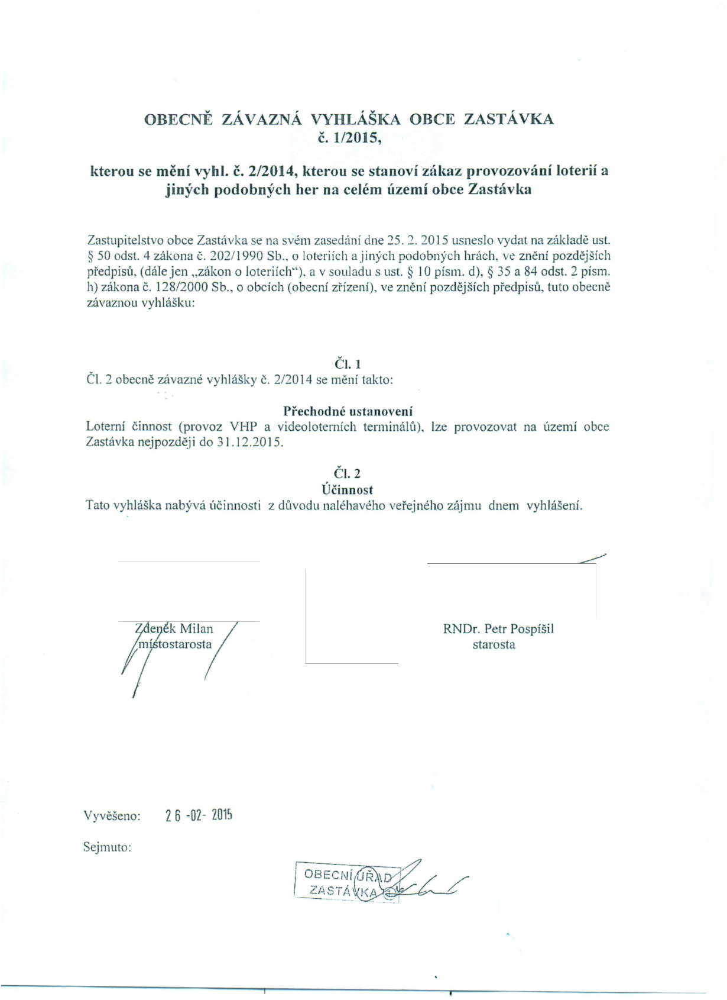 OBECNĚ ZÁVAZNÁ VYHLÁŠKA OBCE ZASTÁVKA
č. 1/2015,
kterou se mění vyhl. č. 2/2014, kterou se stanoví zákaz provozování loterií a
jiných podobných her na celém území obce Zastávka
Zastupitelstvo obce Zastávka se na svém zasedání dne 25. 2. 2015 usneslo vydat na základě ust.
§ 50 odst. 4 zákona č. 202/1990 Sb., o loteriích a jiných podobných hrách, ve znění pozdějších
předpisů, (dále jen „zákon o loteriích“), a v souladu s ust. § 10 písm. d), § 35 a 84 odst. 2 písm.
h) zákona č. 128/2000 Sb., o obcích (obecní zřízení), ve znění pozdějších předpisů, tuto obecně
závaznou vyhlášku:
Čl. 1
Čl. 2 obecně závazné vyhlášky č. 2/2014 se mění takto:
Přechodné ustanovení
Loterní činnost (provoz VHP a videoloterních terminálů), lze provozovat na území obce
Zastávka nejpozději do 31.12.2015.
Čl. 2
Účinnost
Tato vyhláška nabývá účinnosti z důvodu naléhavého veřejného zájmu dnem vyhlášení.
Zdeněk Milan
místostarosta
RNDr. Petr Pospíšil
starosta
Vyvěšeno: 26 -02- 2015
Sejmuto:
OBECNÍ ÚŘAD
ZASTÁVKA